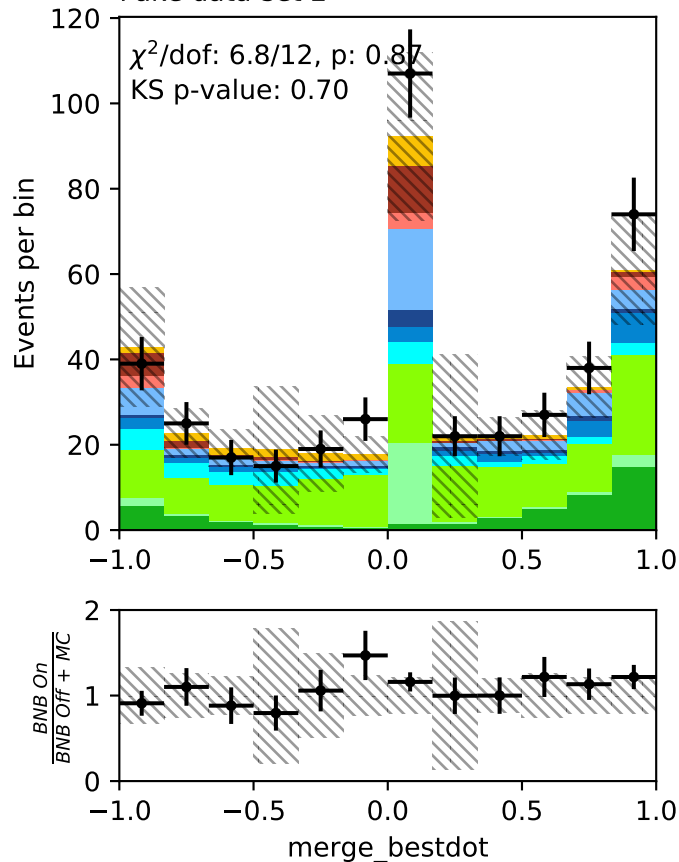 χ²/dof: 6.8/12, p: 0.87
KS p-value: 0.70
Events per bin
120
100
80
60
40
20
0
−1.0 −0.5 0.0 0.5 1.0
BNB On
BNB Off + MC
2
1
0
−1.0 −0.5 0.0 0.5 1.0
merge_bestdot